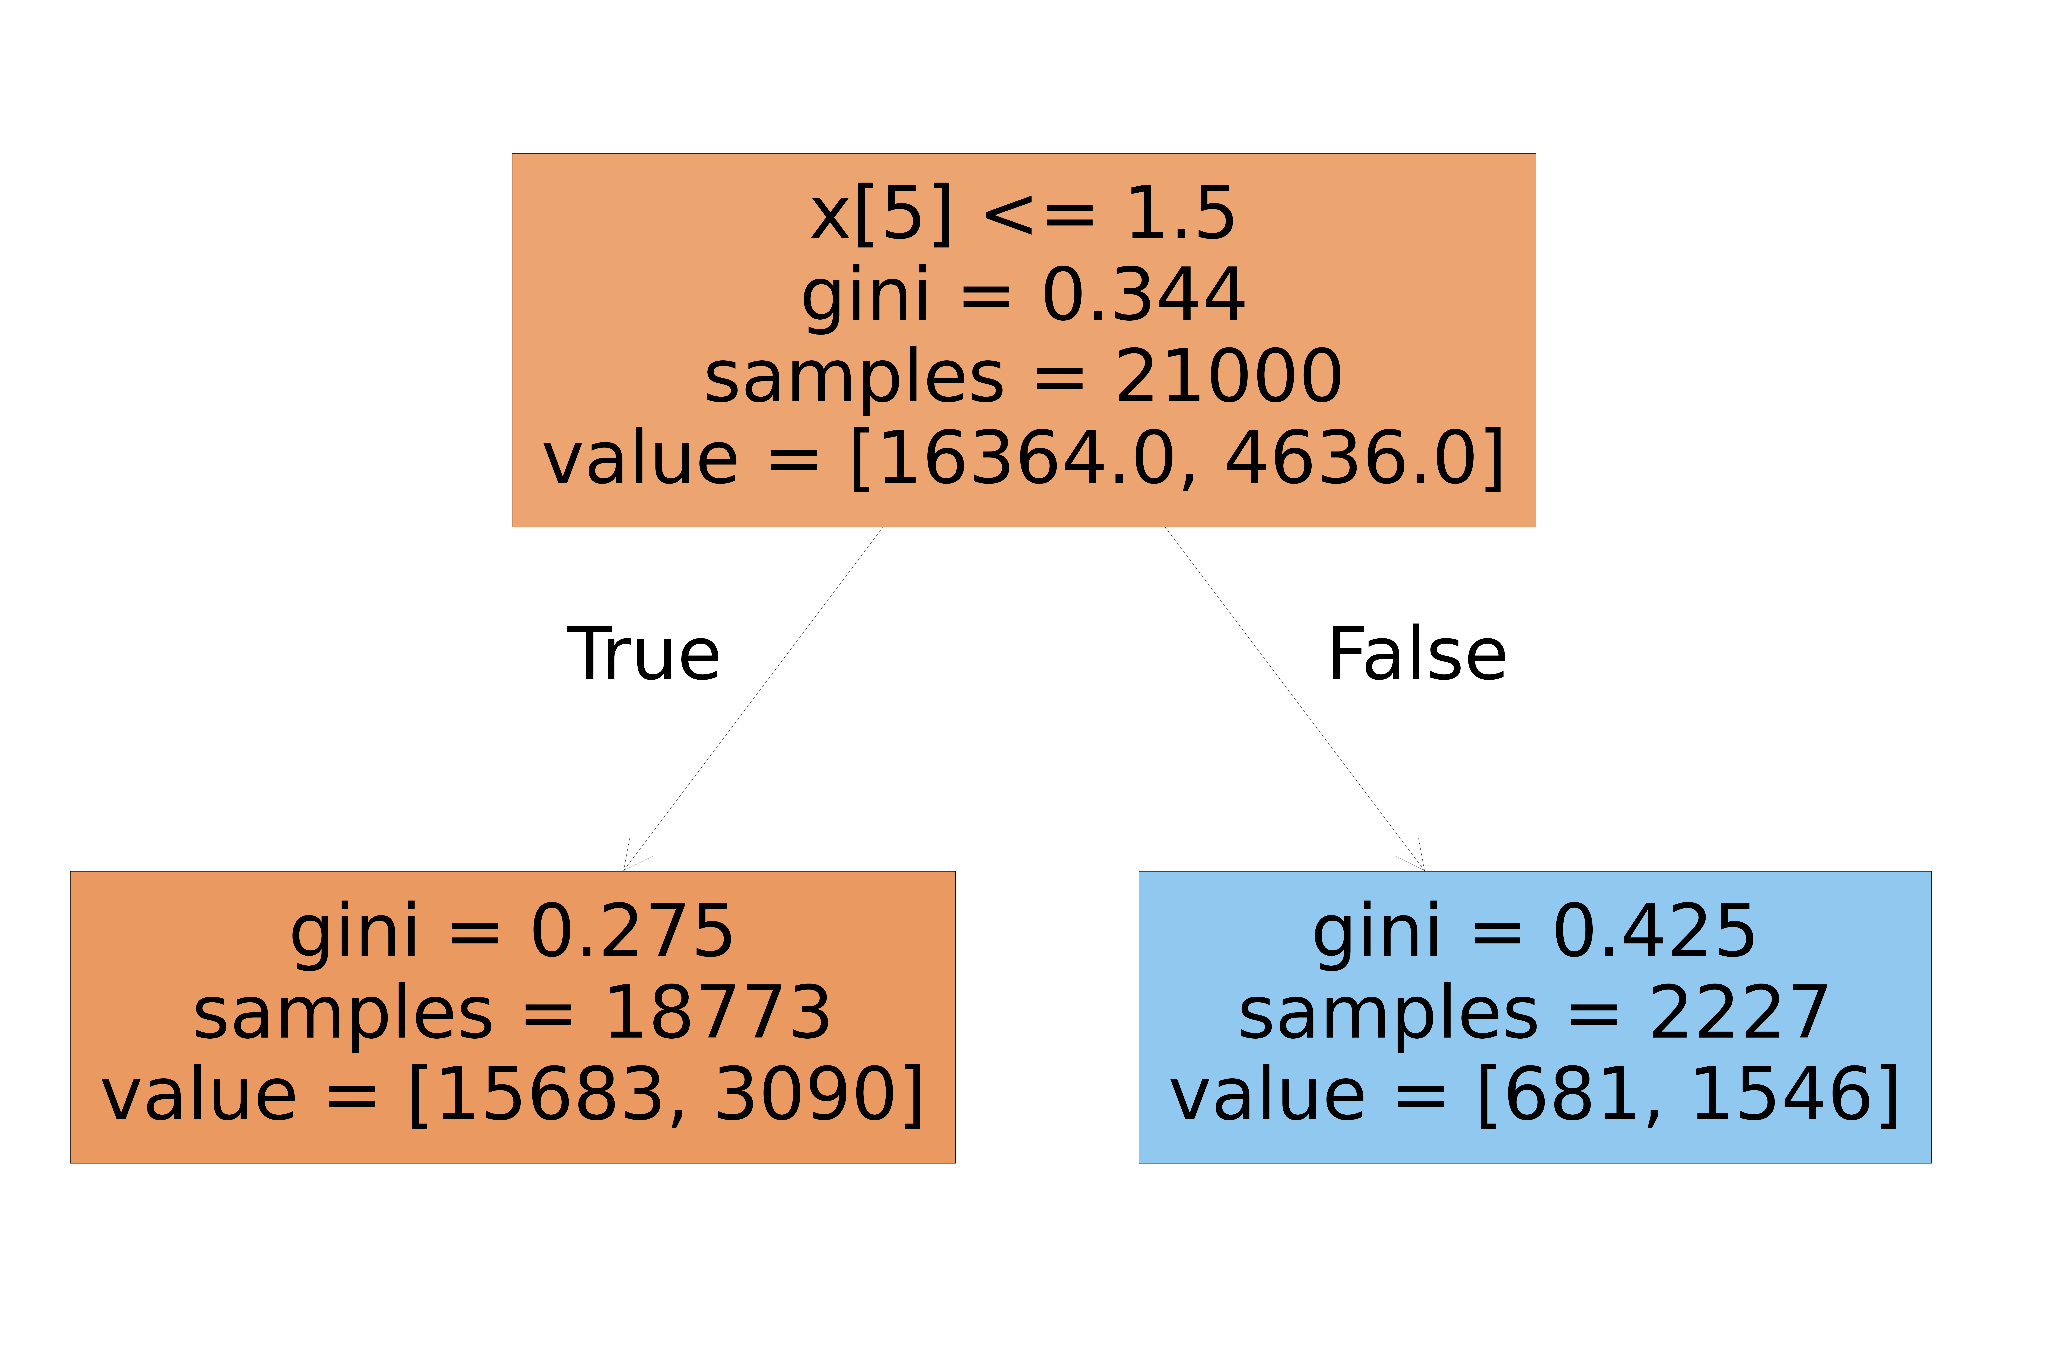 x[5] <= 1.5
gini = 0.344
samples = 21000
value = [16364.0, 4636.0]
True
False
gini = 0.275
samples = 18773
value = [15683, 3090]
gini = 0.425
samples = 2227
value = [681, 1546]